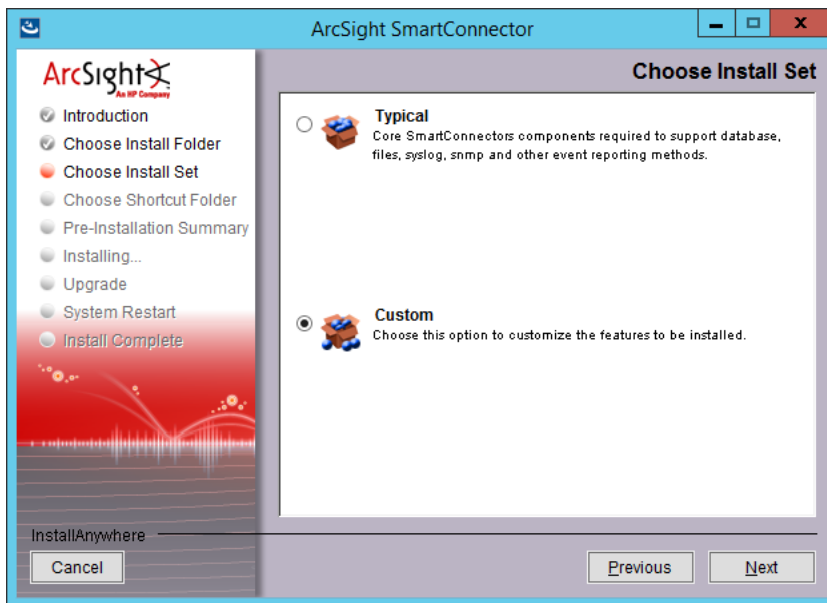 ArcSight SmartConnector
ArcSight
An HP Company
Choose Install Set
Introduction
Choose Install Folder
Choose Install Set
Choose Shortcut Folder
Pre-Installation Summary
Installing...
Upgrade
System Restart
Install Complete
Typical
Core SmartConnectors components required to support database,
files, syslog, snmp and other event reporting methods.
Custom
Choose this option to customize the features to be installed.
InstallAnywhere
Cancel
Previous
Next